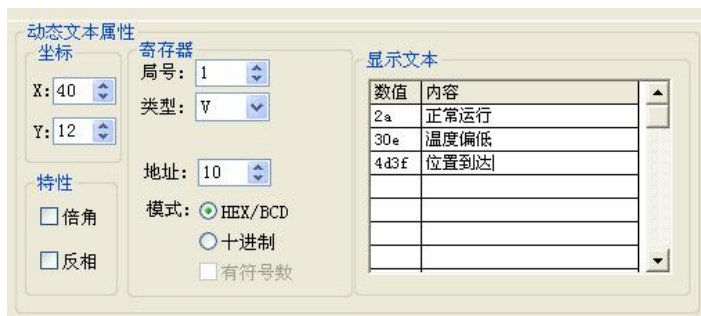 动态文本属性
坐标
X: 40
Y: 12
特性
倍角
反相
寄存器
局号: 1
类型: V
地址: 10
模式: HEX/BCD
十进制
有符号数
显示文本
数值 内容
2a 正常运行
30e 温度偏低
4d3f 位置到达